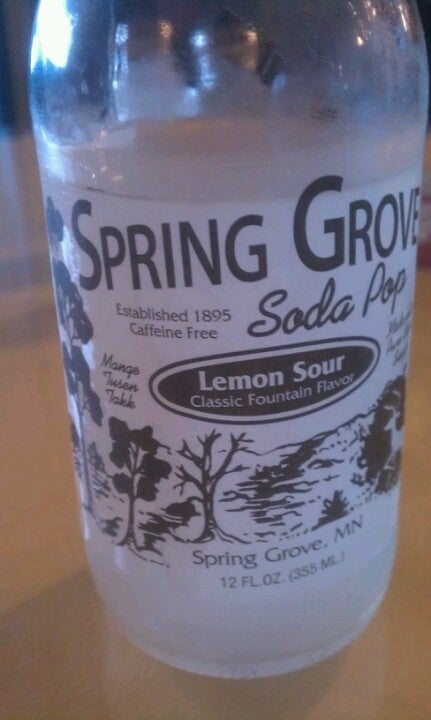 SPRING GROVE
Soda Pop
Established 1895
Caffeine Free
Mange
Tusen
Takk
Lemon Sour
Classic Fountain Flavor
Spring Grove, MN
12 FL.OZ. (355 ML.)